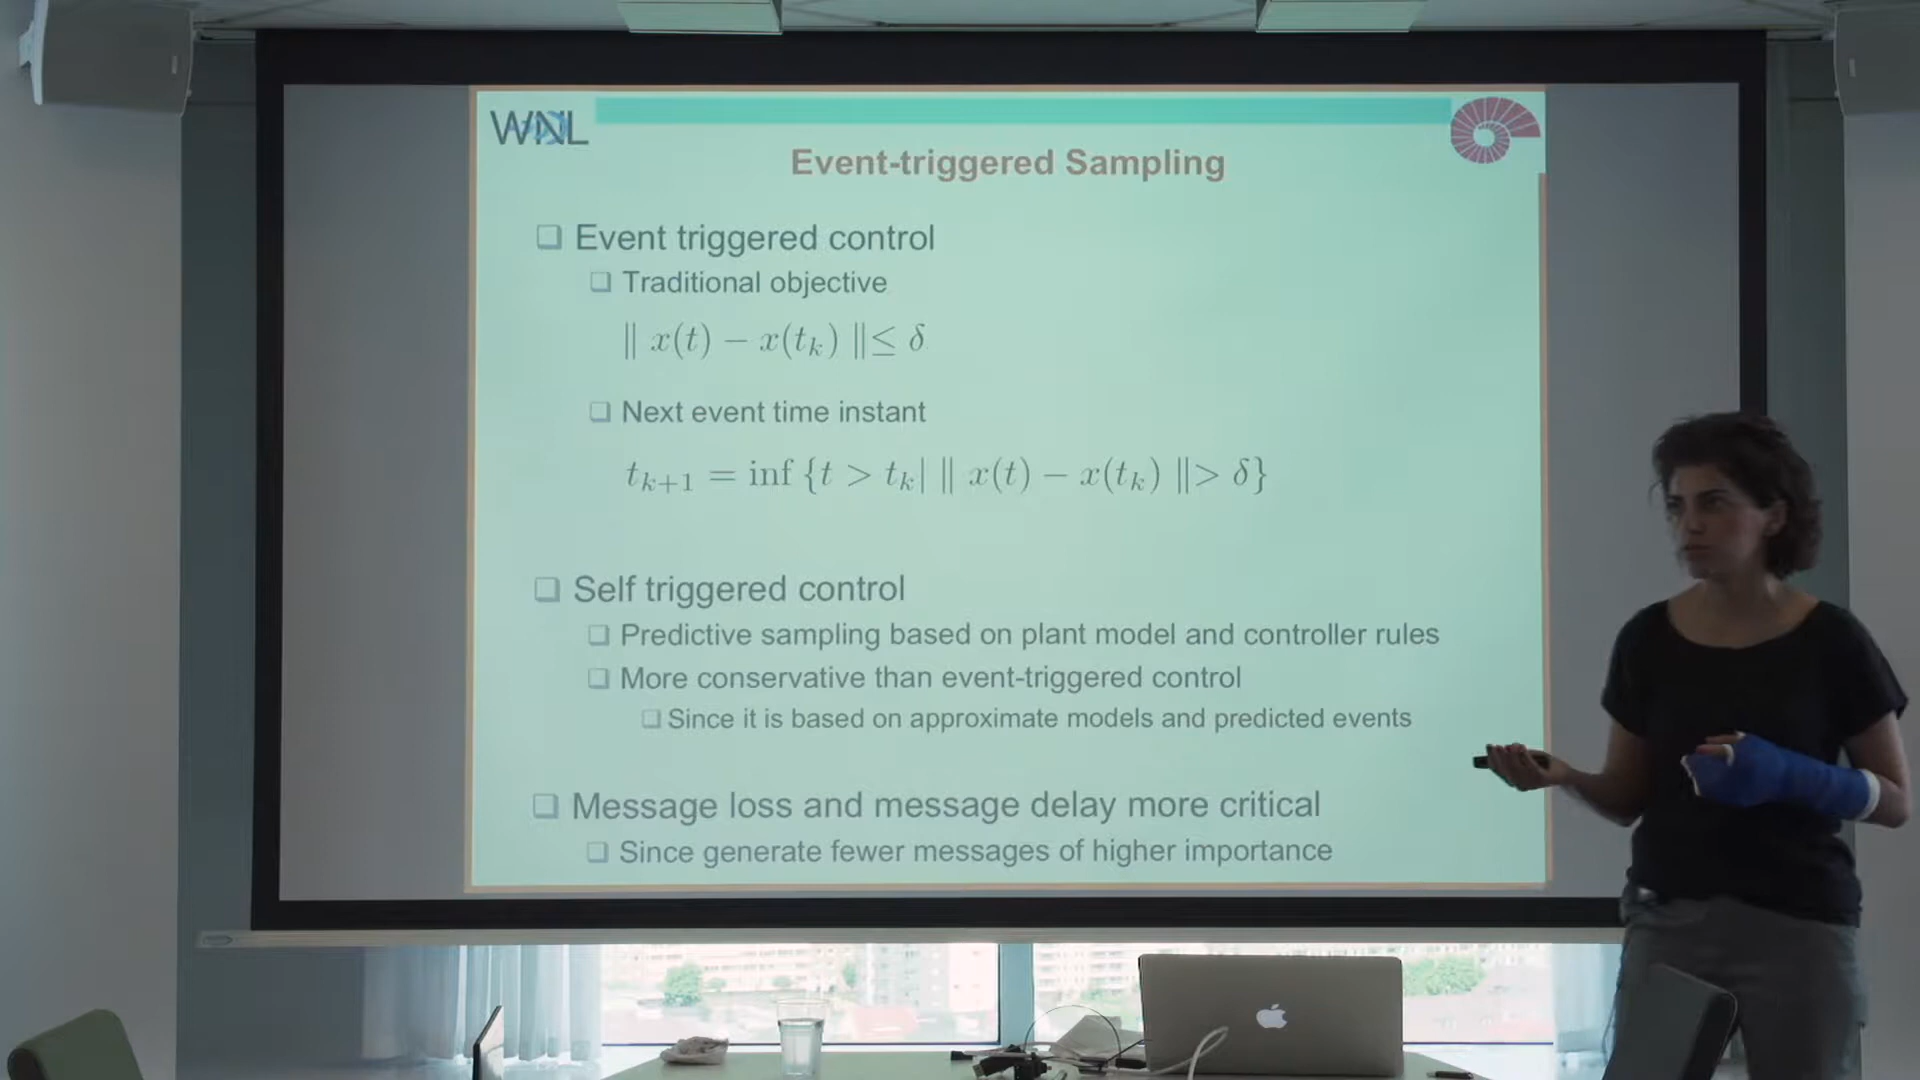 WNL
Event-triggered Sampling
Event triggered control
Traditional objective
‖ x(t) − x(t_k) ‖≤ δ
Next event time instant
t_{k+1} = inf {t > t_k| ‖ x(t) − x(t_k) ‖> δ}
Self triggered control
Predictive sampling based on plant model and controller rules
More conservative than event-triggered control
Since it is based on approximate models and predicted events
Message loss and message delay more critical
Since generate fewer messages of higher importance